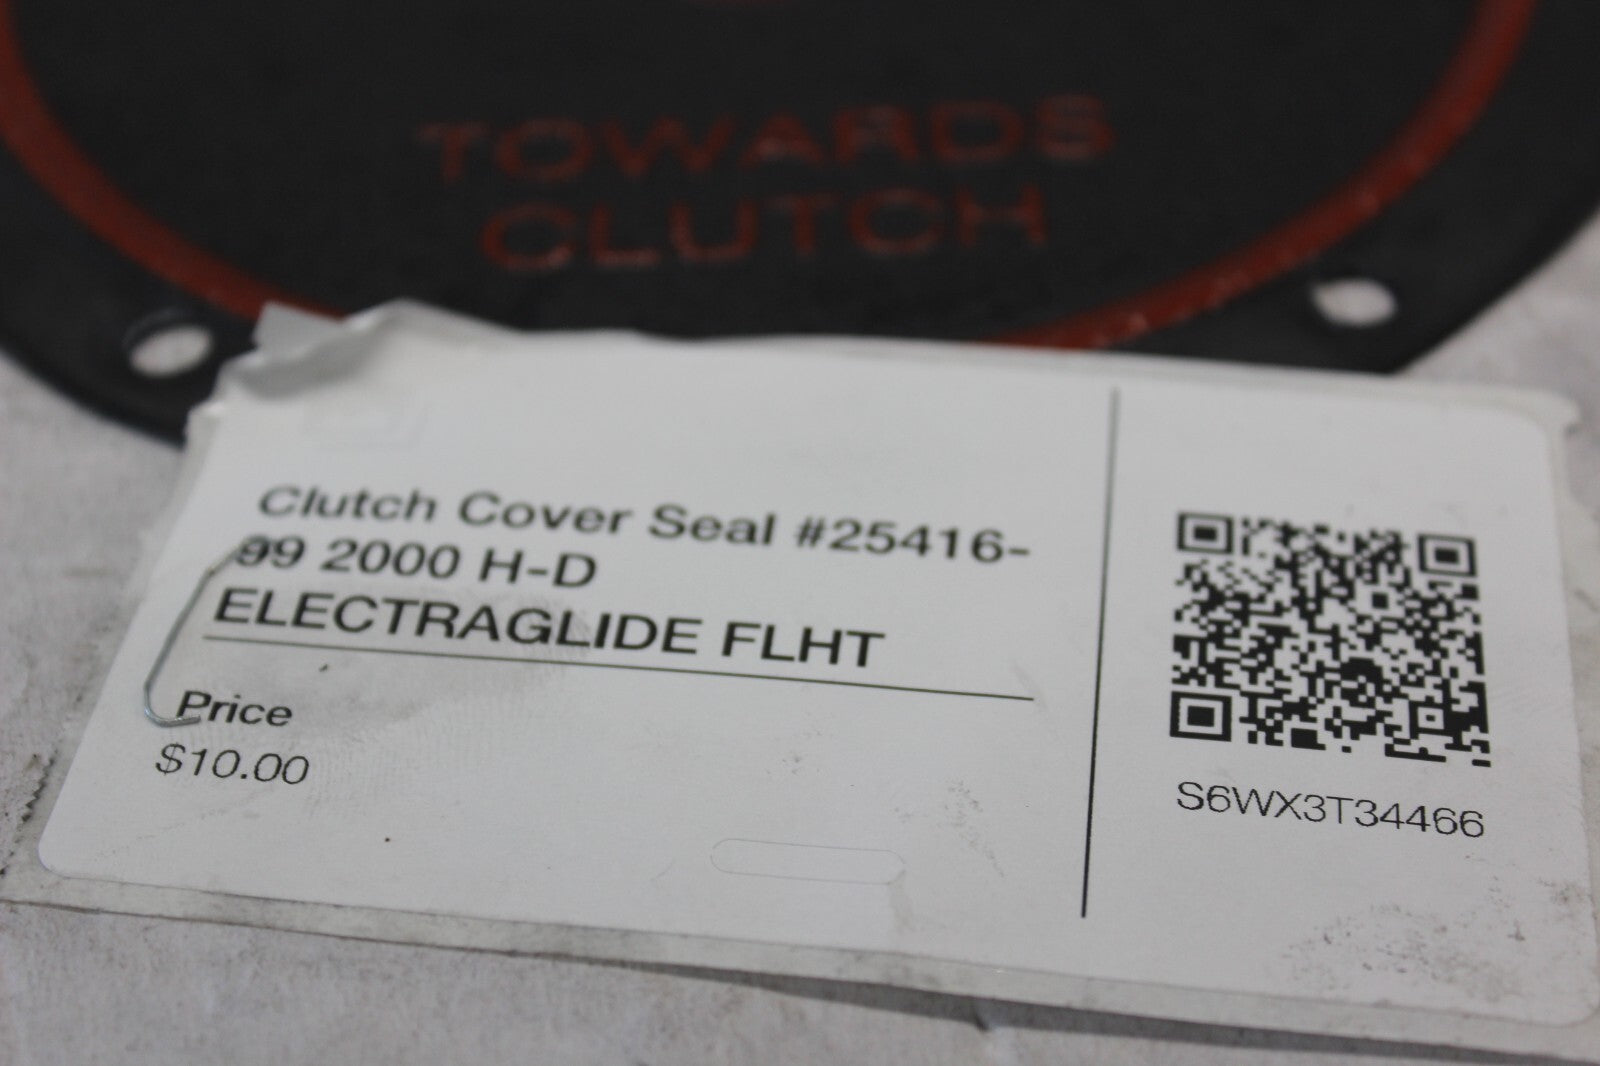 TOWARDS
CLUTCH
Clutch Cover Seal #25416-
99 2000 H-D
ELECTRAGLIDE FLHT
Price
$10.00
S6WX3T34466